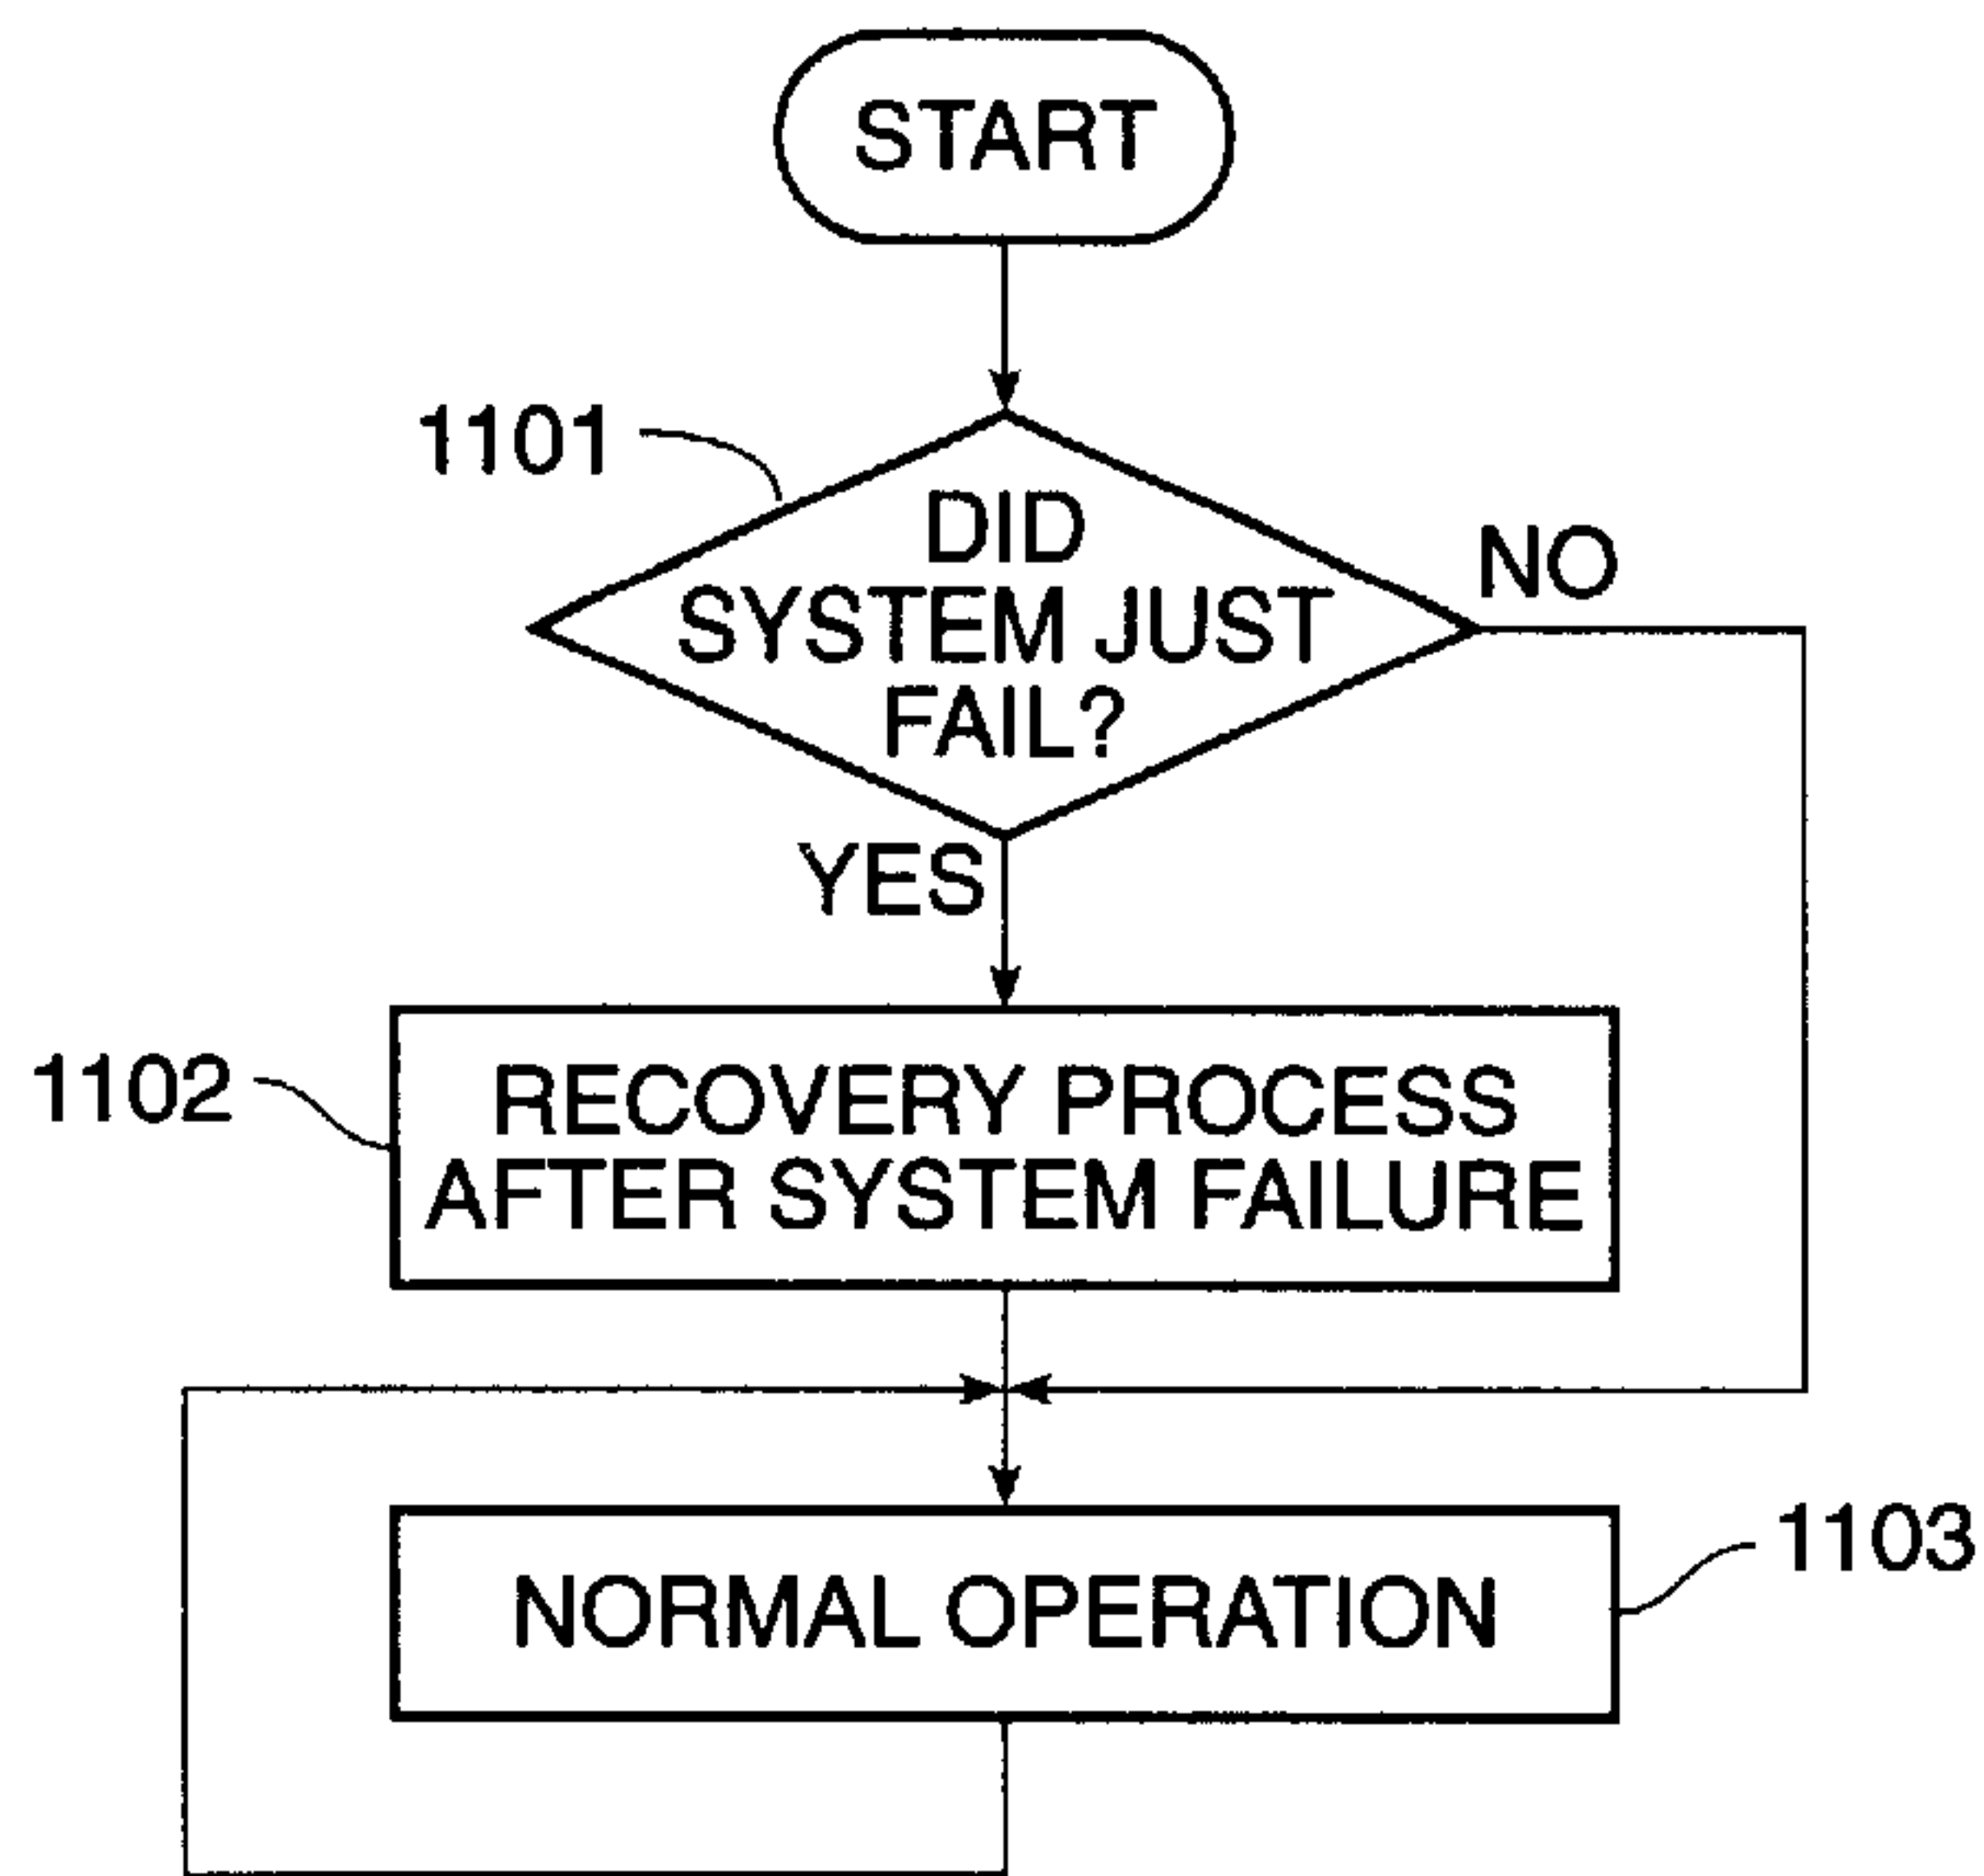 START
1101
DID
SYSTEM JUST
FAIL?
NO
YES
1102
RECOVERY PROCESS
AFTER SYSTEM FAILURE
NORMAL OPERATION
1103